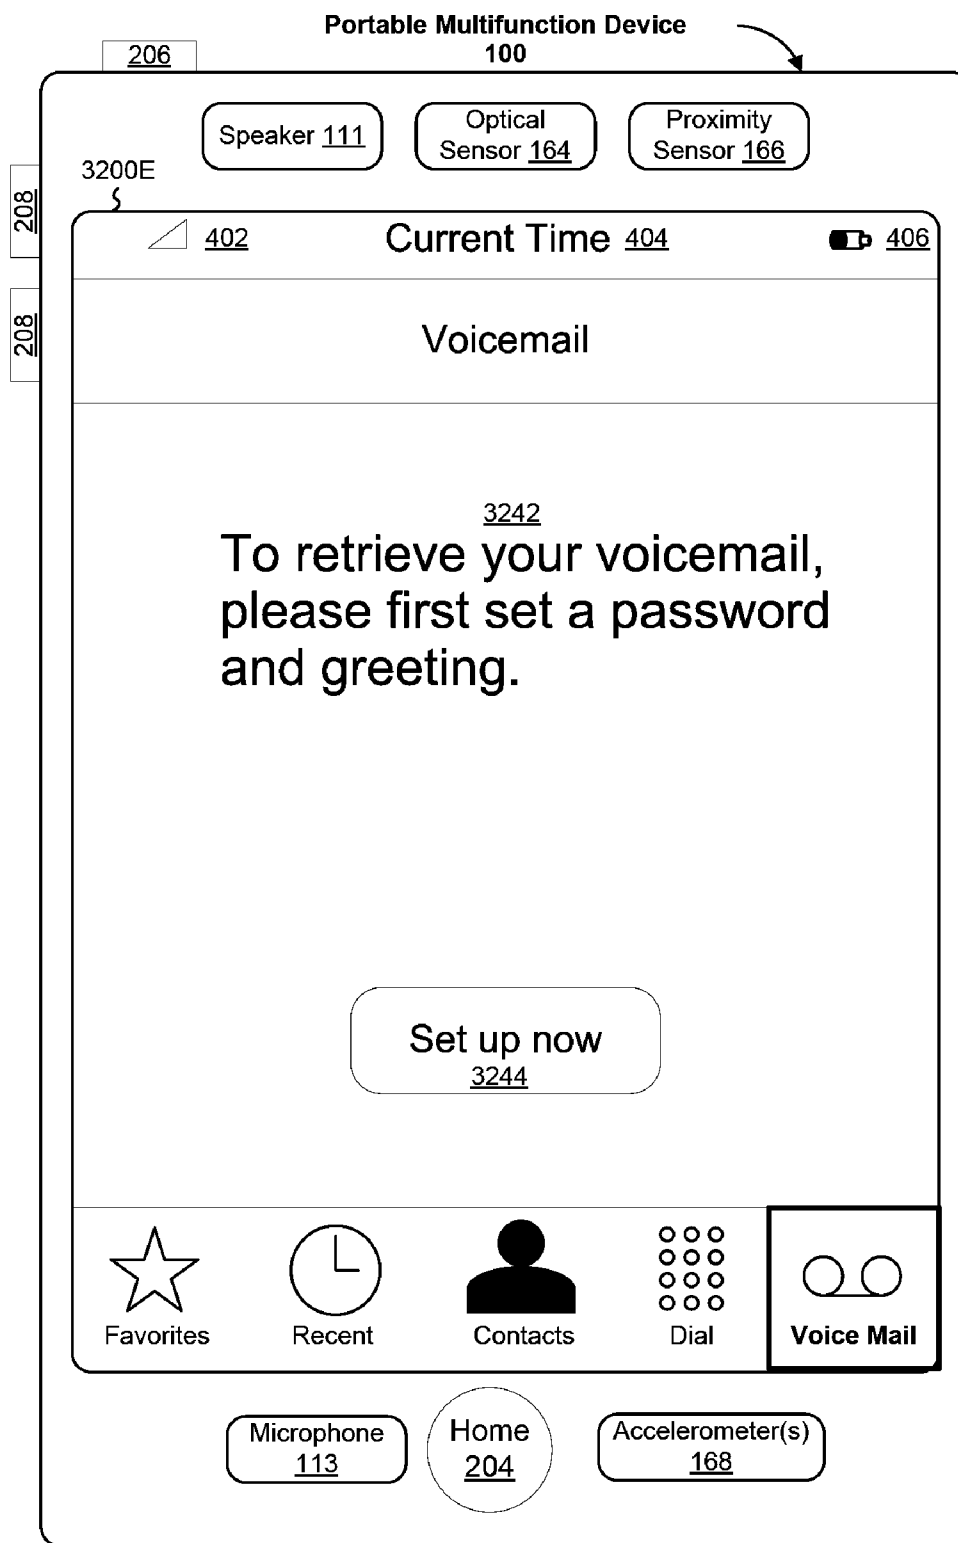 Portable Multifunction Device
100
206
Speaker 111
Optical
Sensor 164
Proximity
Sensor 166
3200E
208
402
Current Time 404
406
208
Voicemail
3242
To retrieve your voicemail,
please first set a password
and greeting.
Set up now
3244
Favorites
Recent
Contacts
Dial
Voice Mail
Microphone
113
Home
204
Accelerometer(s)
168